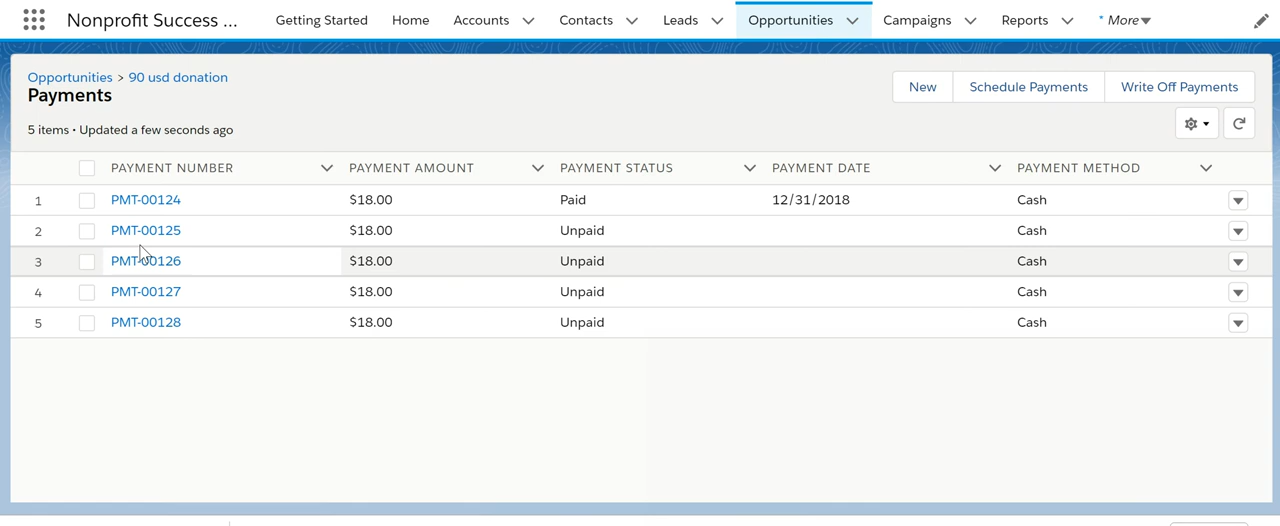 Nonprofit Success ... Getting Started Home Accounts Contacts Leads Opportunities Campaigns Reports * More
Opportunities > 90 usd donation
Payments
New Schedule Payments Write Off Payments
5 items • Updated a few seconds ago
PAYMENT NUMBER PAYMENT AMOUNT PAYMENT STATUS PAYMENT DATE PAYMENT METHOD
1 PMT-00124 $18.00 Paid 12/31/2018 Cash
2 PMT-00125 $18.00 Unpaid Cash
3 PMT-00126 $18.00 Unpaid Cash
4 PMT-00127 $18.00 Unpaid Cash
5 PMT-00128 $18.00 Unpaid Cash